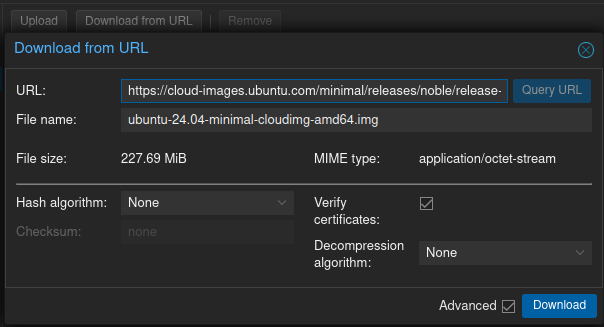 Upload Download from URL Remove
Download from URL
URL: https://cloud-images.ubuntu.com/minimal/releases/noble/release- Query URL
File name: ubuntu-24.04-minimal-cloudimg-amd64.img
File size: 227.69 MiB MIME type: application/octet-stream
Hash algorithm: None Verify
certificates:
Checksum: none
Decompression
algorithm: None
Advanced Download